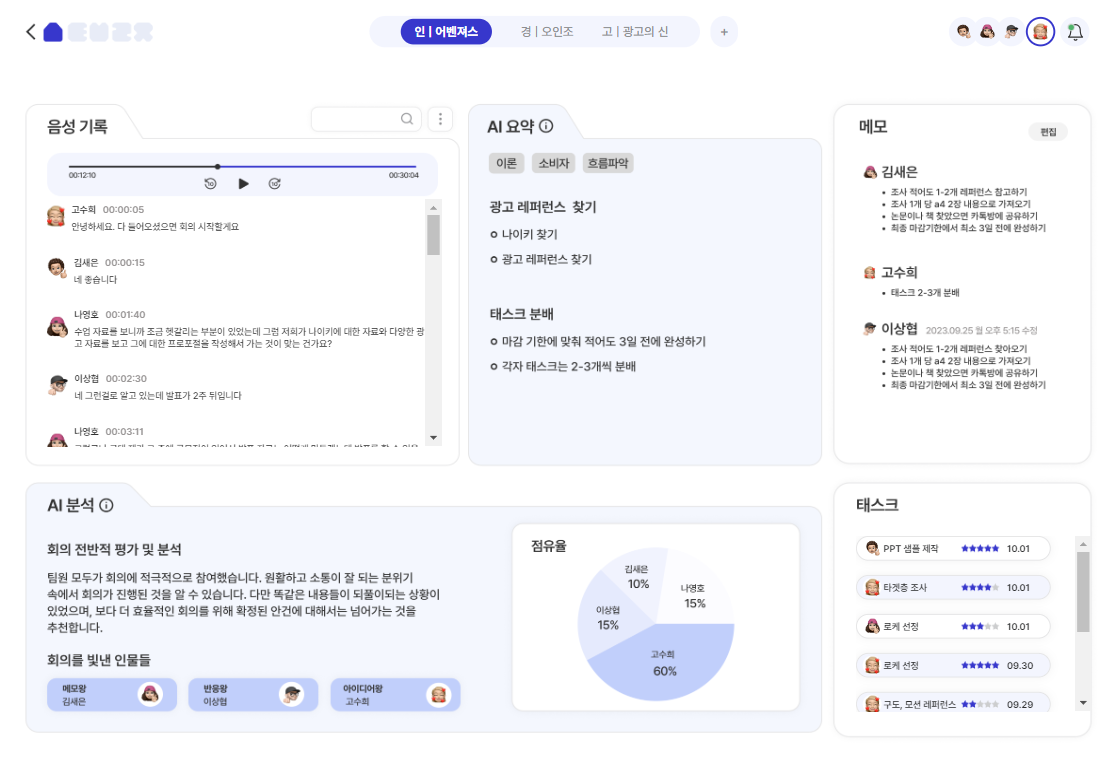 인 | 어벤져스
경 | 오인조
고 | 광고의 신
+
음성 기록
00:12:10
00:30:04
10
10
고수희 00:00:05
안녕하세요. 다 들어오셨으면 회의 시작할게요
김새은 00:00:15
네 좋습니다
나영호 00:01:40
수업 자료를 보니까 조금 헷갈리는 부분이 있었는데 그럼 저희가 나이키에 대한 자료와 다양한 광
고 자료를 보고 그에 대한 프로포절을 작성해서 가는 것이 맞는 건가요?
이상협 00:02:30
네 그런걸로 알고 있는데 발표가 2주 뒤입니다
나영호 00:03:11
AI 요약
이론
소비자
흐름파악
광고 레퍼런스 찾기
나이키 찾기
광고 레퍼런스 찾기
태스크 분배
마감 기한에 맞춰 적어도 3일 전에 완성하기
각자 태스크는 2-3개씩 분배
메모
편집
김새은
• 조사 적어도 1-2개 레퍼런스 참고하기
• 조사 1개 당 a4 2장 내용으로 가져오기
• 논문이나 책 찾았으면 카톡방에 공유하기
• 최종 마감기한에서 최소 3일 전에 완성하기
고수희
• 태스크 2-3개 분배
이상협 2023.09.25 월 오후 5:15 수정
• 조사 적어도 1-2개 레퍼런스 찾아오기
• 조사 1개 당 a4 2장 내용으로 가져오기
• 논문이나 책 찾았으면 카톡방에 공유하기
• 최종 마감기한에서 최소 3일 전에 완성하기
AI 분석
회의 전반적 평가 및 분석
팀원 모두가 회의에 적극적으로 참여했습니다. 원활하고 소통이 잘 되는 분위기
속에서 회의가 진행된 것을 알 수 있습니다. 다만 똑같은 내용들이 되풀이되는 상황이
있었으며, 보다 더 효율적인 회의를 위해 확정된 안건에 대해서는 넘어가는 것을
추천합니다.
회의를 빛낸 인물들
메모왕
김새은
반응왕
이상협
아이디어왕
고수희
점유율
김새은
10%
나영호
15%
이상협
15%
고수희
60%
태스크
PPT 샘플 제작 ★★★★★ 10.01
타겟층 조사 ★★★★★ 10.01
로케 선정 ★★★★★ 10.01
로케 선정 ★★★★★ 09.30
구도, 모션 레퍼런스 ★★★★★ 09.29